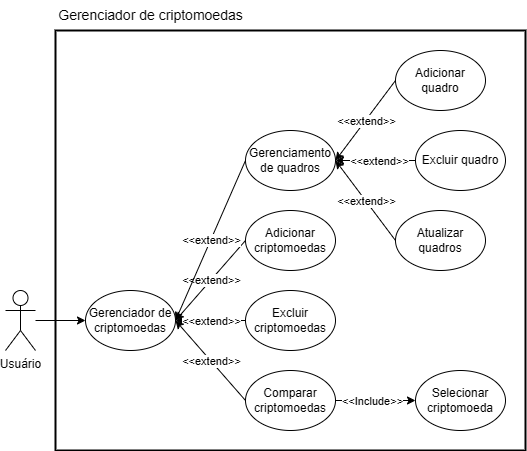 Gerenciador de criptomoedas
Adicionar
quadro
<<extend>>
Gerenciamento
de quadros
<<extend>>
Excluir quadro
<<extend>>
Atualizar
quadros
<<extend>>
Adicionar
criptomoedas
<<extend>>
Gerenciador de
criptomoedas
<<extend>>
Excluir
criptomoedas
<<extend>>
Usuário
Comparar
criptomoedas
<<Include>>
Selecionar
criptomoeda